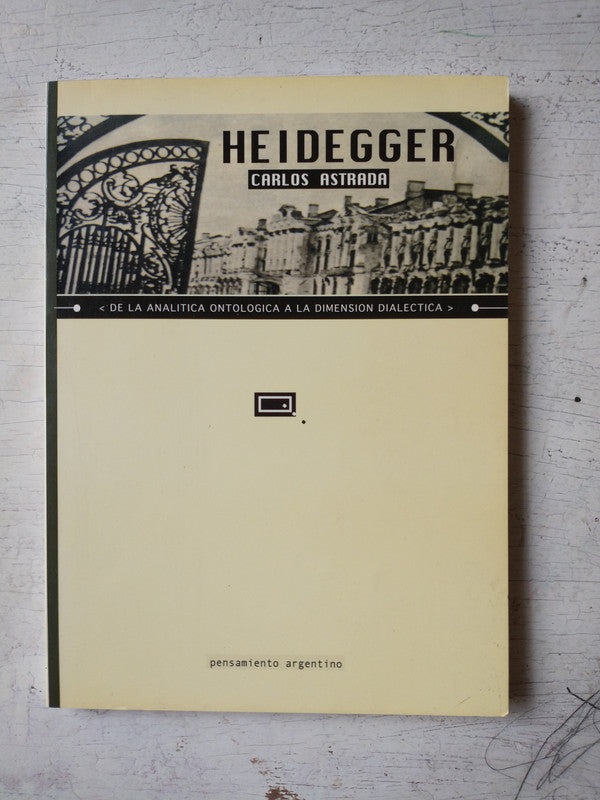 HEIDEGGER
CARLOS ASTRADA
< DE LA ANALITICA ONTOLOGICA A LA DIMENSION DIALECTICA >
pensamiento argentino